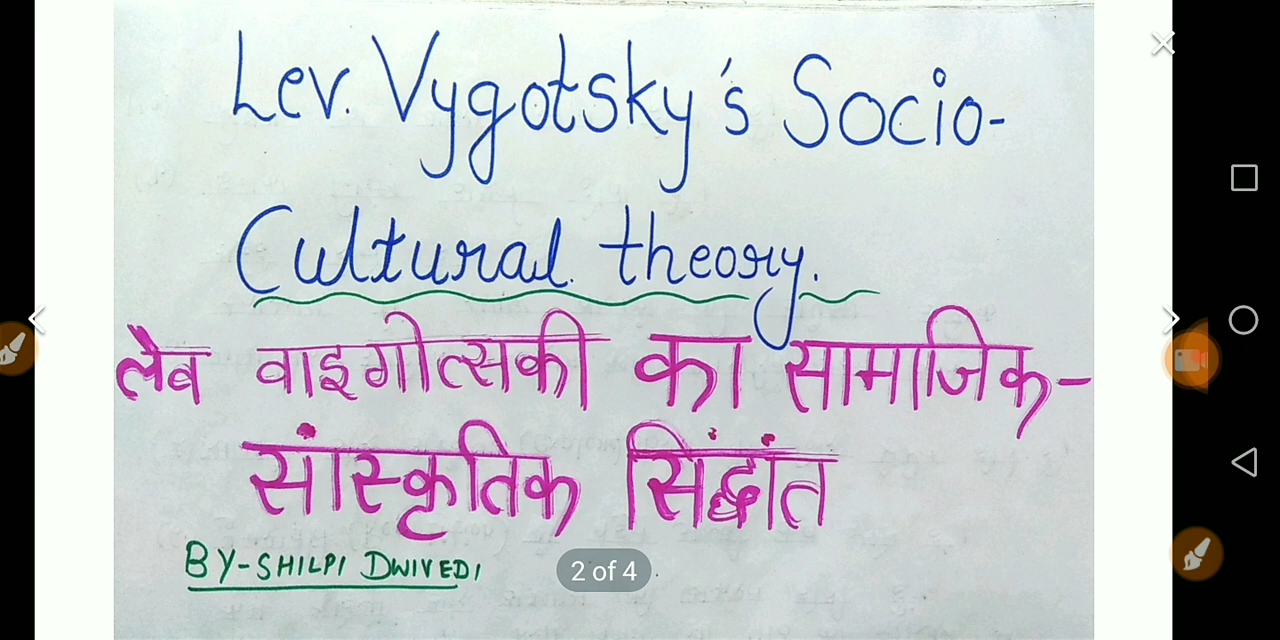 Lev. Vygotsky's Socio-
Cultural theory.
लैव वाइगोत्सकी का सामाजिक-
सांस्कृतिक सिंद्धांत
BY-SHILPI DWIVEDI
2 of 4